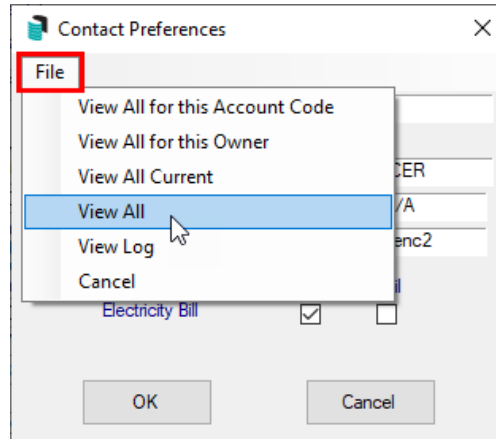 Contact Preferences
File
View All for this Account Code
View All for this Owner
View All Current
View All
View Log
Cancel
CER
/A
enc2
il
Electricity Bill
OK Cancel